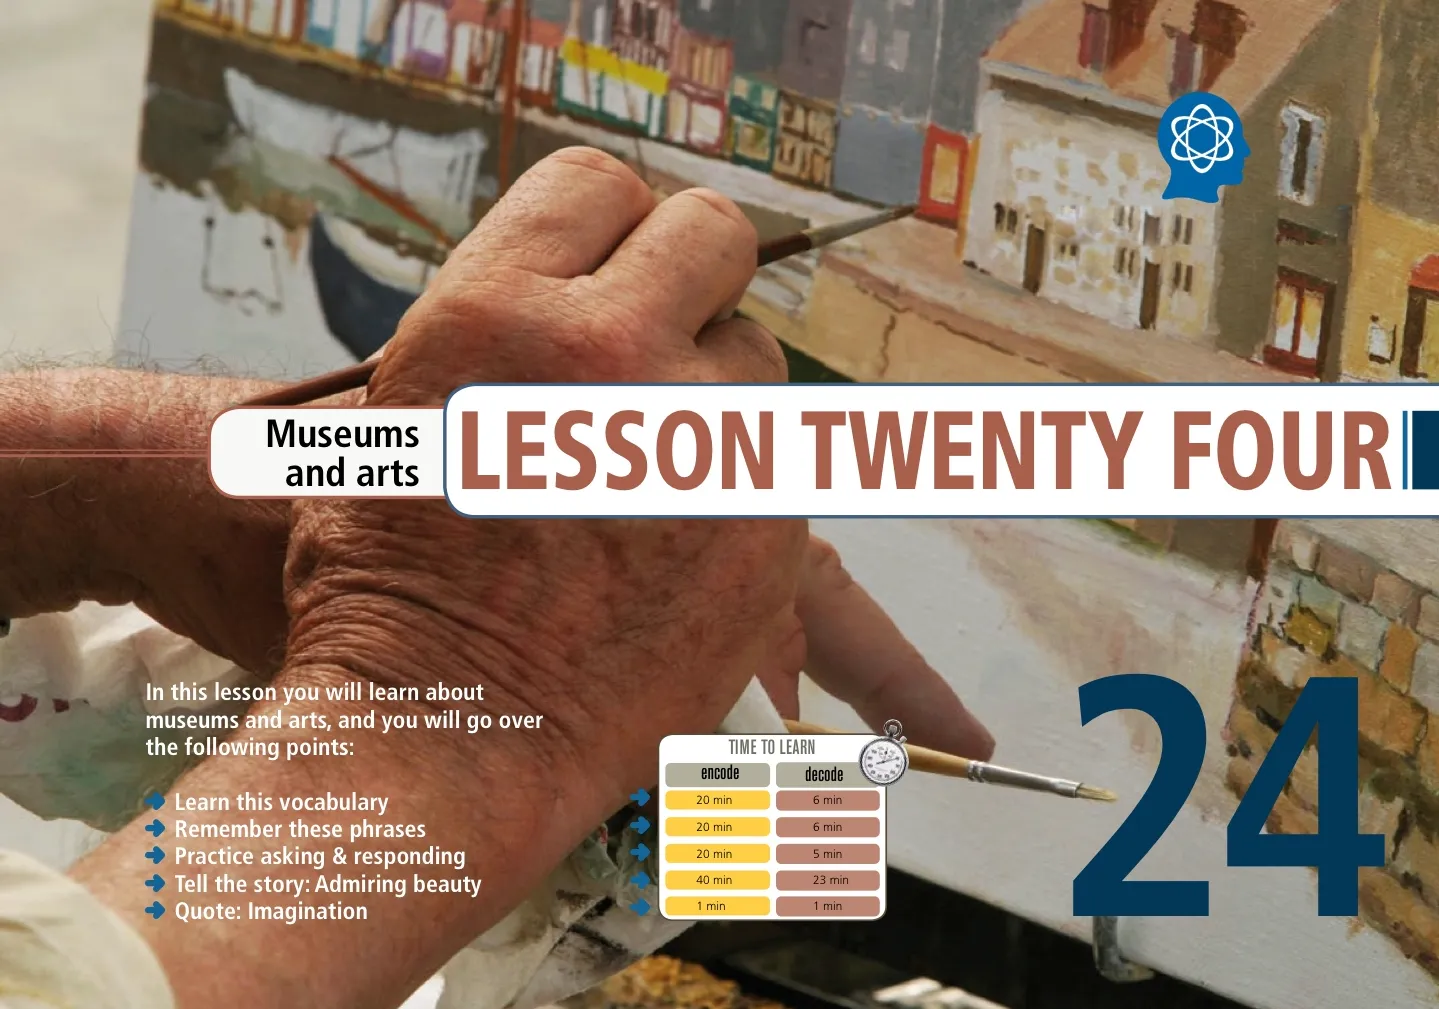 Museums
and arts
LESSON TWENTY FOUR
In this lesson you will learn about
museums and arts, and you will go over
the following points:
Learn this vocabulary
Remember these phrases
Practice asking & responding
Tell the story: Admiring beauty
Quote: Imagination
TIME TO LEARN
encode decode
20 min 6 min
20 min 6 min
20 min 5 min
40 min 23 min
1 min 1 min
24